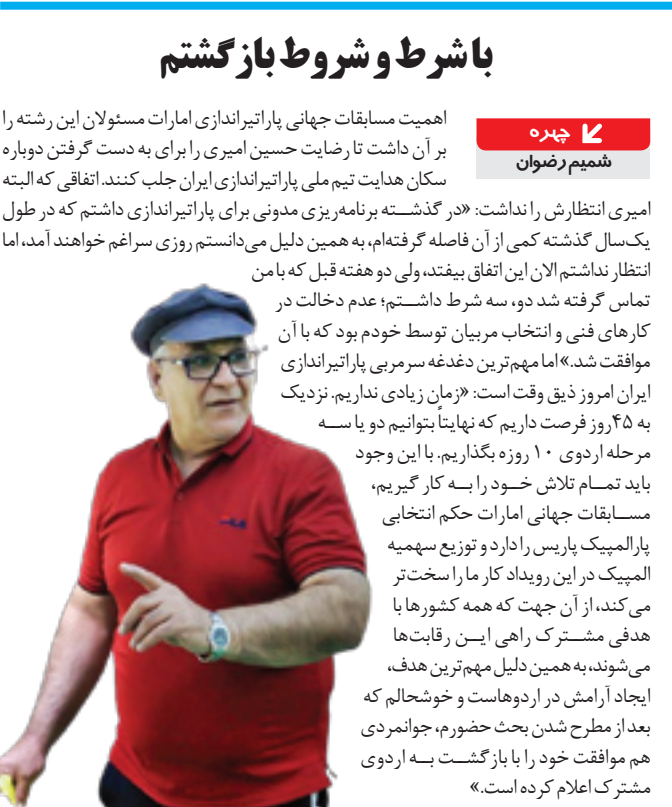 با شرط و شروط بازگشتم
چهره
شمیم رضوان
اهمیت مسابقات جهانی پاراتیراندازی امارات مسئولان این رشته را
بر آن داشت تا رضایت حسین امیری را برای به دست گرفتن دوباره
سکان هدایت تیم ملی پاراتیراندازی ایران جلب کنند. اتفاقی که البته
امیری انتظارش را نداشت: «در گذشته برنامه‌ریزی مدونی برای پاراتیراندازی داشتم که در طول
یک‌سال گذشته کمی از آن فاصله گرفته‌ام، به همین دلیل می‌دانستم روزی سراغم خواهند آمد، اما
انتظار نداشتم الان این اتفاق بیفتد، ولی دو هفته قبل که با من
تماس گرفته شد دو، سه شرط داشتم؛ عدم دخالت در
کارهای فنی و انتخاب مربیان توسط خودم بود که با آن
موافقت شد.» اما مهم‌ترین دغدغه سرمربی پاراتیراندازی
ایران امروز ذیق وقت است: «زمان زیادی نداریم. نزدیک
به ۴۵ روز فرصت داریم که نهایتاً بتوانیم دو یا سه
مرحله اردوی ۱۰ روزه بگذاریم. با این وجود
باید تمام تلاش خود را به کار گیریم،
مسابقات جهانی امارات حکم انتخابی
پارالمپیک پاریس را دارد و توزیع سهمیه
المپیک در این رویداد کار ما را سخت‌تر
می‌کند، از آن جهت که همه کشورها با
هدفی مشترک راهی این رقابت‌ها
می‌شوند، به همین دلیل مهم‌ترین هدف،
ایجاد آرامش در اردوهاست و خوشحالم که
بعد از مطرح شدن بحث حضورم، جوانمردی
هم موافقت خود را با بازگشت به اردوی
مشترک اعلام کرده است.»